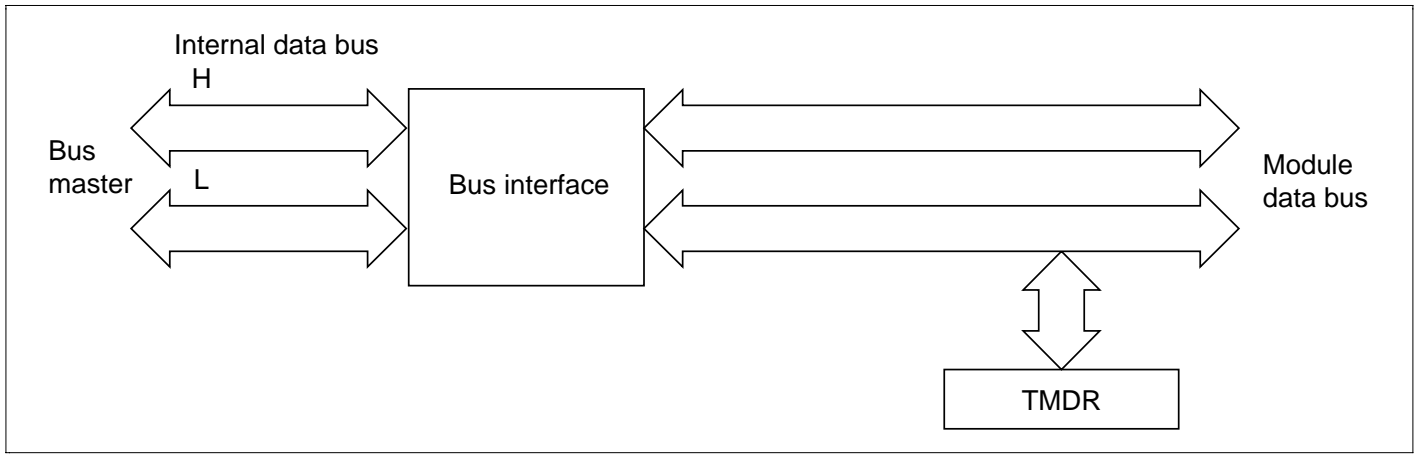 Internal data bus
H
Bus
master
L
Bus interface
Module
data bus
TMDR